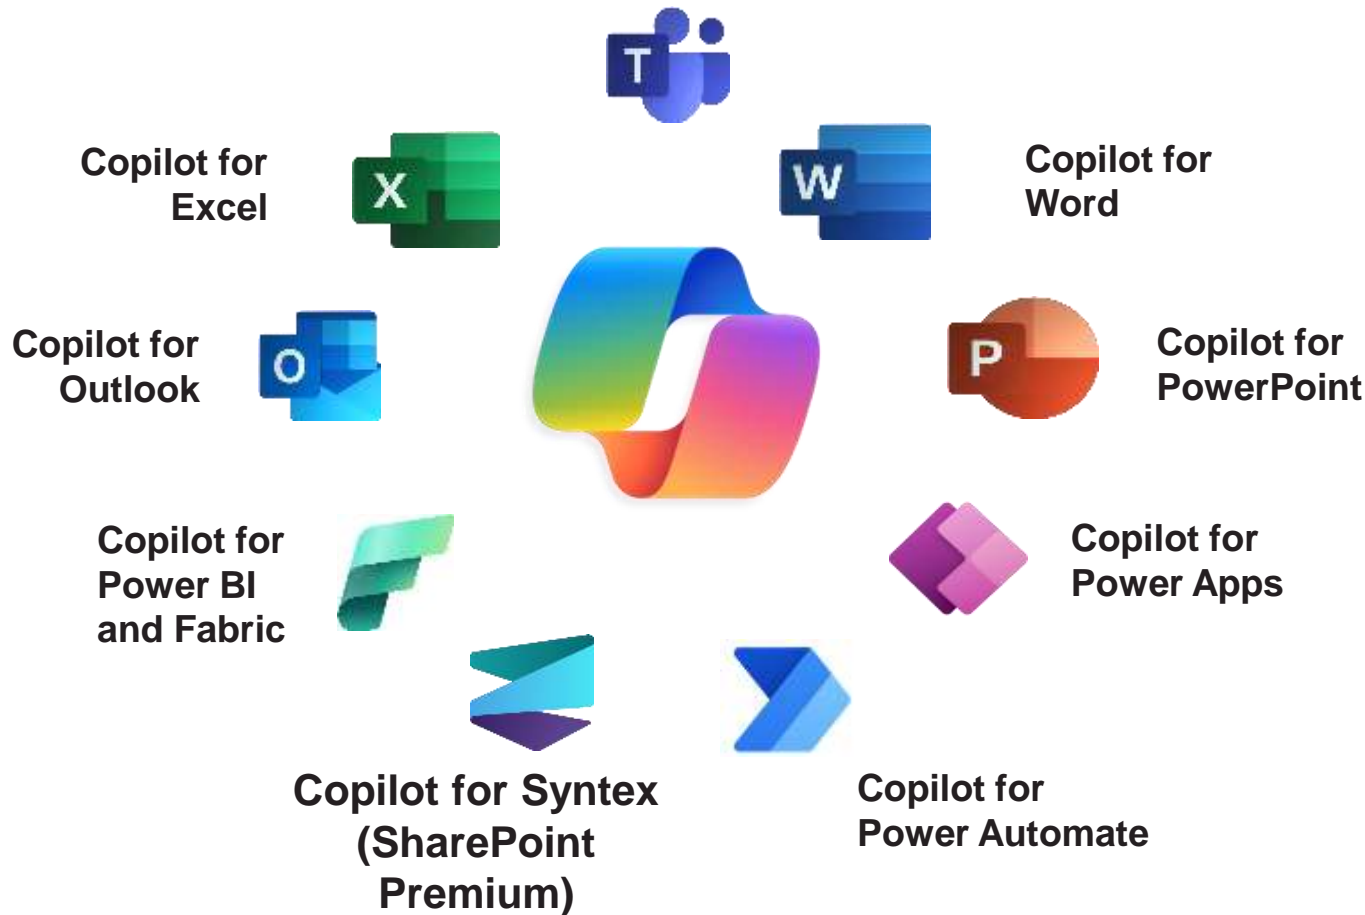 T
Copilot for
Excel
X
W
Copilot for
Word
Copilot for
Outlook
O
P
Copilot for
PowerPoint
Copilot for
Power BI
and Fabric
Copilot for
Power Apps
Copilot for Syntex
(SharePoint
Premium)
Copilot for
Power Automate